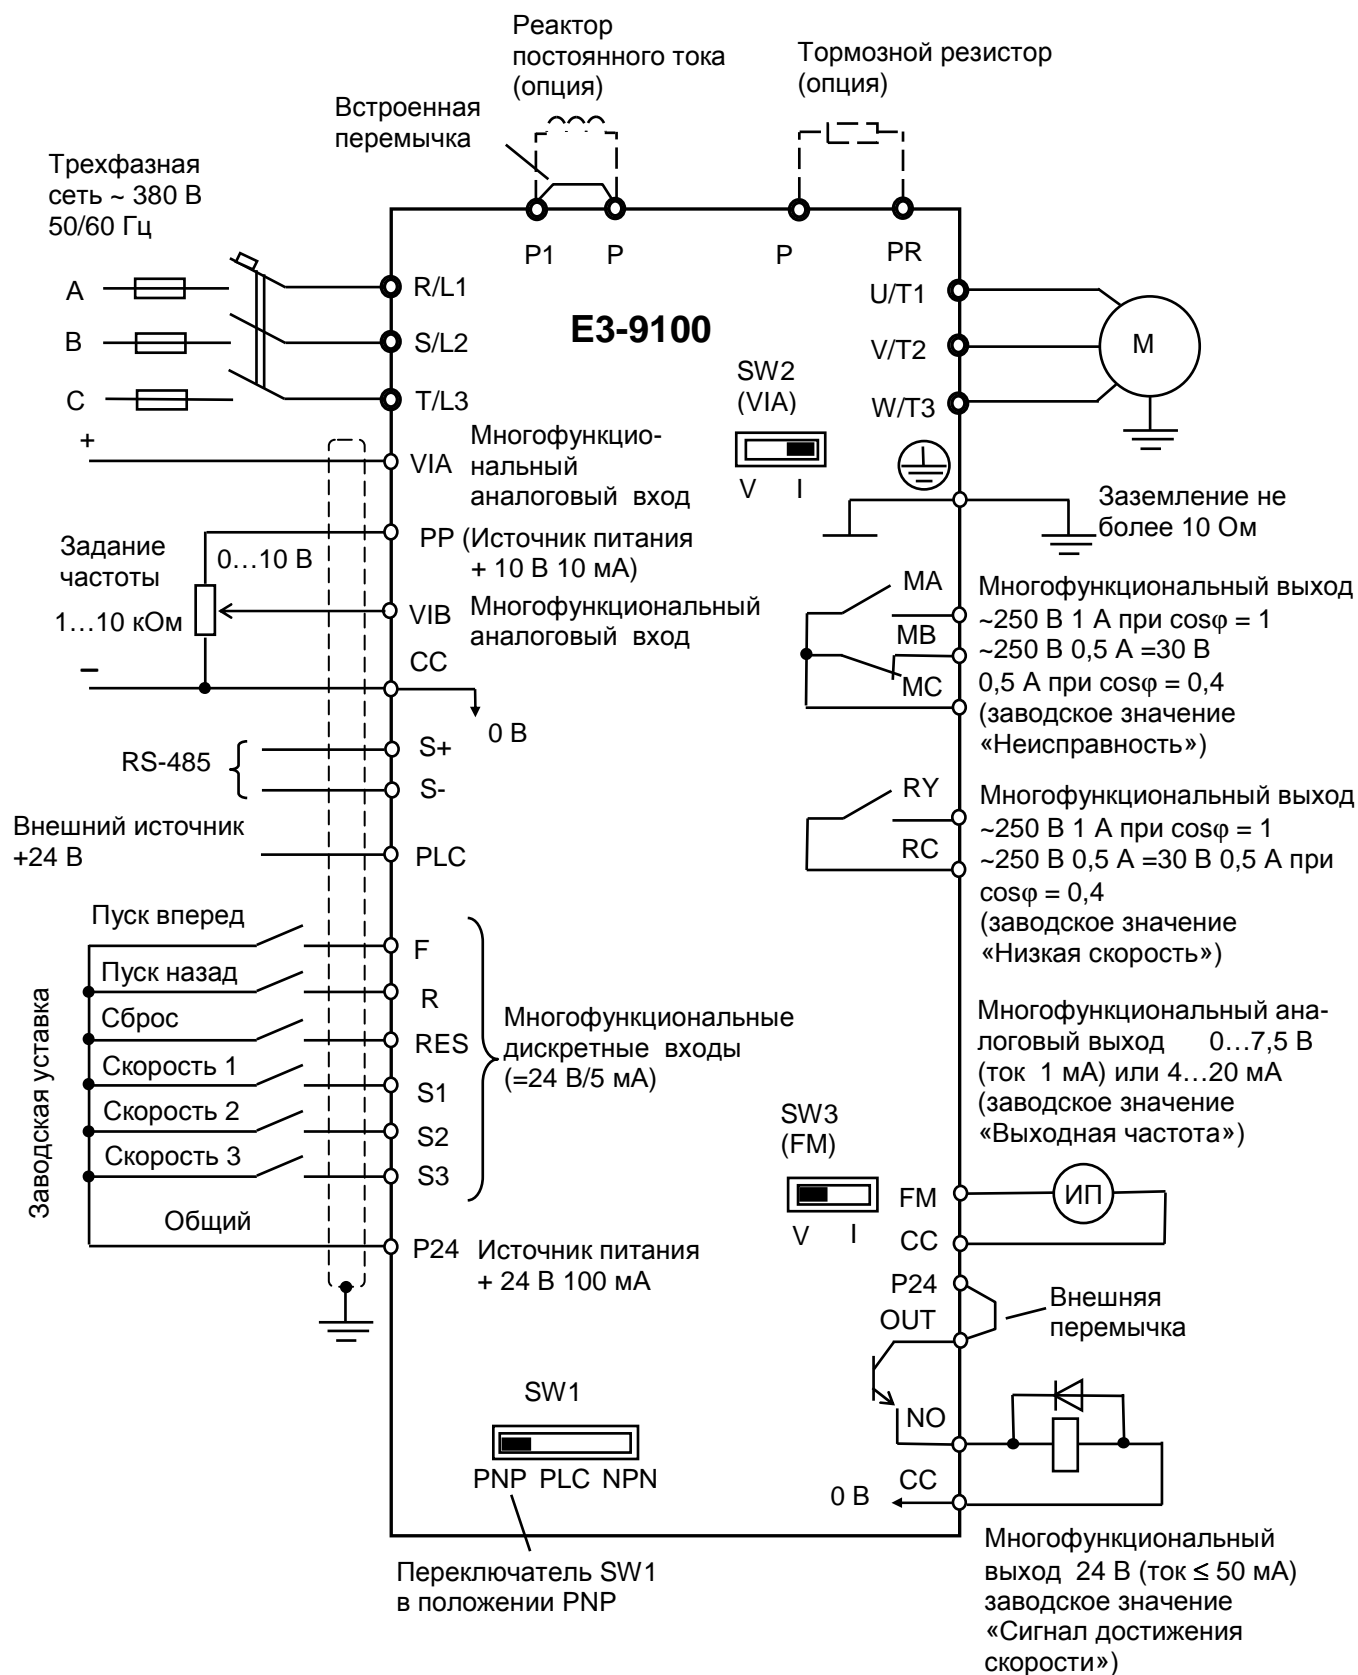 Реактор
постоянного тока
(опция)
Тормозной резистор
(опция)
Встроенная
перемычка
Трехфазная
сеть ~ 380 В
50/60 Гц
P1
P
P
PR
A
R/L1
U/T1
B
S/L2
E3-9100
V/T2
M
C
T/L3
W/T3
SW2
(VIA)
V I
+
VIA
Многофункцио-
нальный
аналоговый вход
Заземление не
более 10 Ом
PP (Источник питания
+ 10 В 10 мА)
Задание
частоты
1…10 кОм
0…10 В
VIB
Многофункциональный
аналоговый вход
–
CC
0 В
MA
MB
MC
Многофункциональный выход
~250 В 1 А при cosφ = 1
~250 В 0,5 А =30 В
0,5 А при cosφ = 0,4
(заводское значение
«Неисправность»)
RS-485
S+
S-
Внешний источник
+24 В
PLC
RY
RC
Многофункциональный выход
~250 В 1 А при cosφ = 1
~250 В 0,5 А =30 В 0,5 А при
cosφ = 0,4
(заводское значение
«Низкая скорость»)
Заводская уставка
Пуск вперед
F
Пуск назад
R
Сброс
RES
Скорость 1
S1
Скорость 2
S2
Скорость 3
S3
Общий
P24
Многофункциональные
дискретные входы
(=24 В/5 мА)
Источник питания
+ 24 В 100 мА
Многофункциональный ана-
логовый выход 0…7,5 В
(ток 1 мА) или 4…20 мА
(заводское значение
«Выходная частота»)
SW3
(FM)
V I
FM
ИП
CC
P24
OUT
Внешняя
перемычка
NO
CC
0 В
SW1
PNP PLC NPN
Переключатель SW1
в положении PNP
Многофункциональный
выход 24 В (ток ≤ 50 мА)
заводское значение
«Сигнал достижения
скорости»)